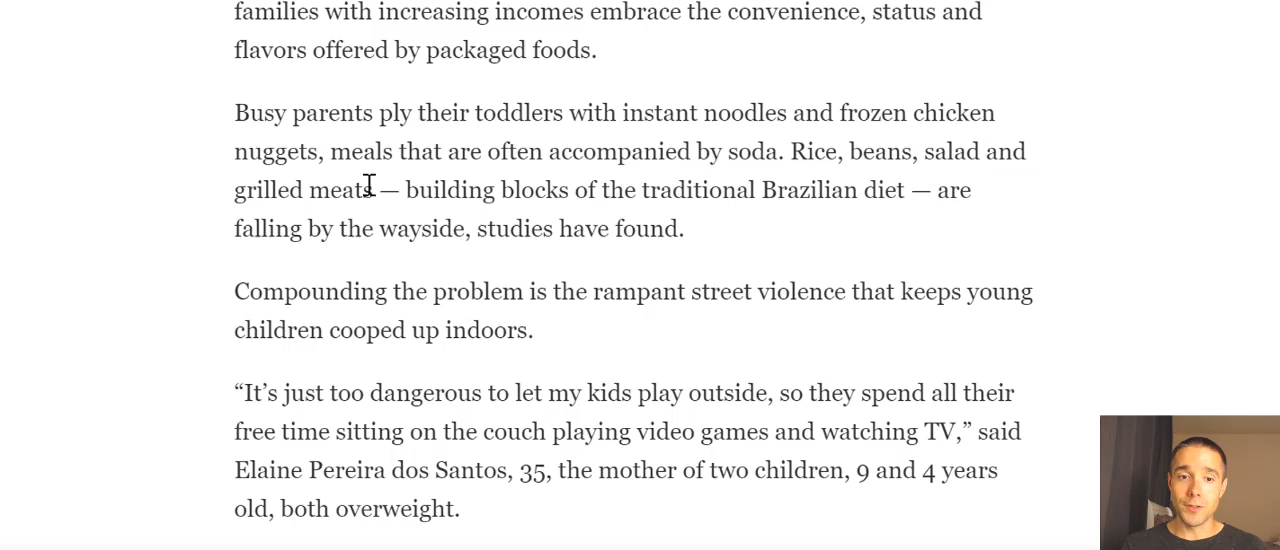 families with increasing incomes embrace the convenience, status and
flavors offered by packaged foods.
Busy parents ply their toddlers with instant noodles and frozen chicken
nuggets, meals that are often accompanied by soda. Rice, beans, salad and
grilled meats — building blocks of the traditional Brazilian diet — are
falling by the wayside, studies have found.
Compounding the problem is the rampant street violence that keeps young
children cooped up indoors.
“It’s just too dangerous to let my kids play outside, so they spend all their
free time sitting on the couch playing video games and watching TV,” said
Elaine Pereira dos Santos, 35, the mother of two children, 9 and 4 years
old, both overweight.